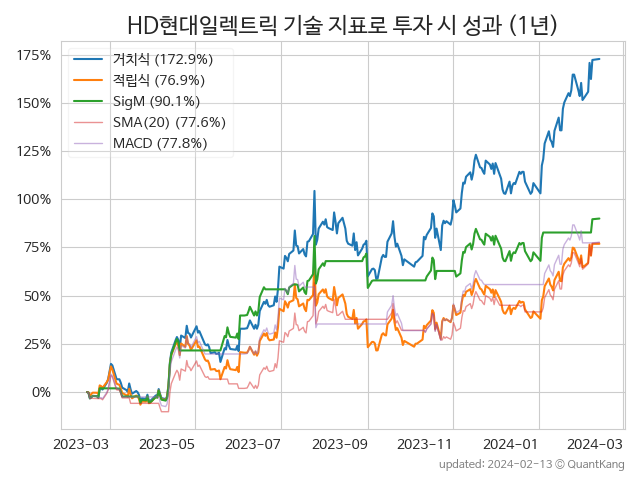 HD현대일렉트릭 기술 지표로 투자 시 성과 (1년)
175%
150%
125%
100%
75%
50%
25%
0%
거치식 (172.9%)
적립식 (76.9%)
SigM (90.1%)
SMA(20) (77.6%)
MACD (77.8%)
2023-03 2023-05 2023-07 2023-09 2023-11 2024-01 2024-03
updated: 2024-02-13 © QuantKang